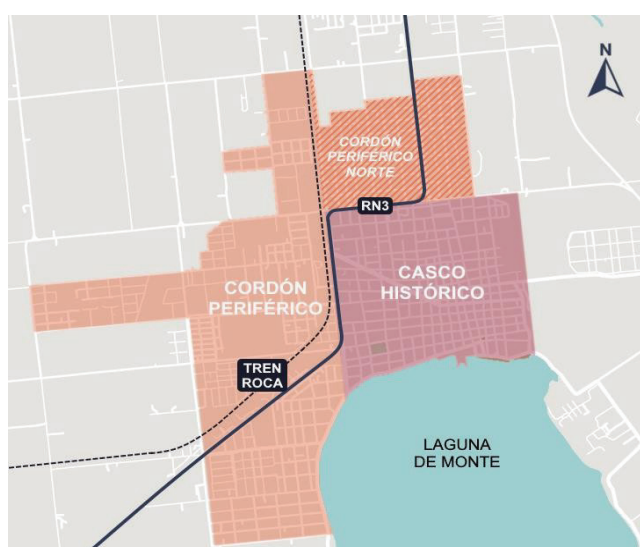 N
CORDÓN
PERIFÉRICO
NORTE
RN3
CORDÓN
PERIFÉRICO
CASCO
HISTÓRICO
TREN
ROCA
LAGUNA
DE MONTE